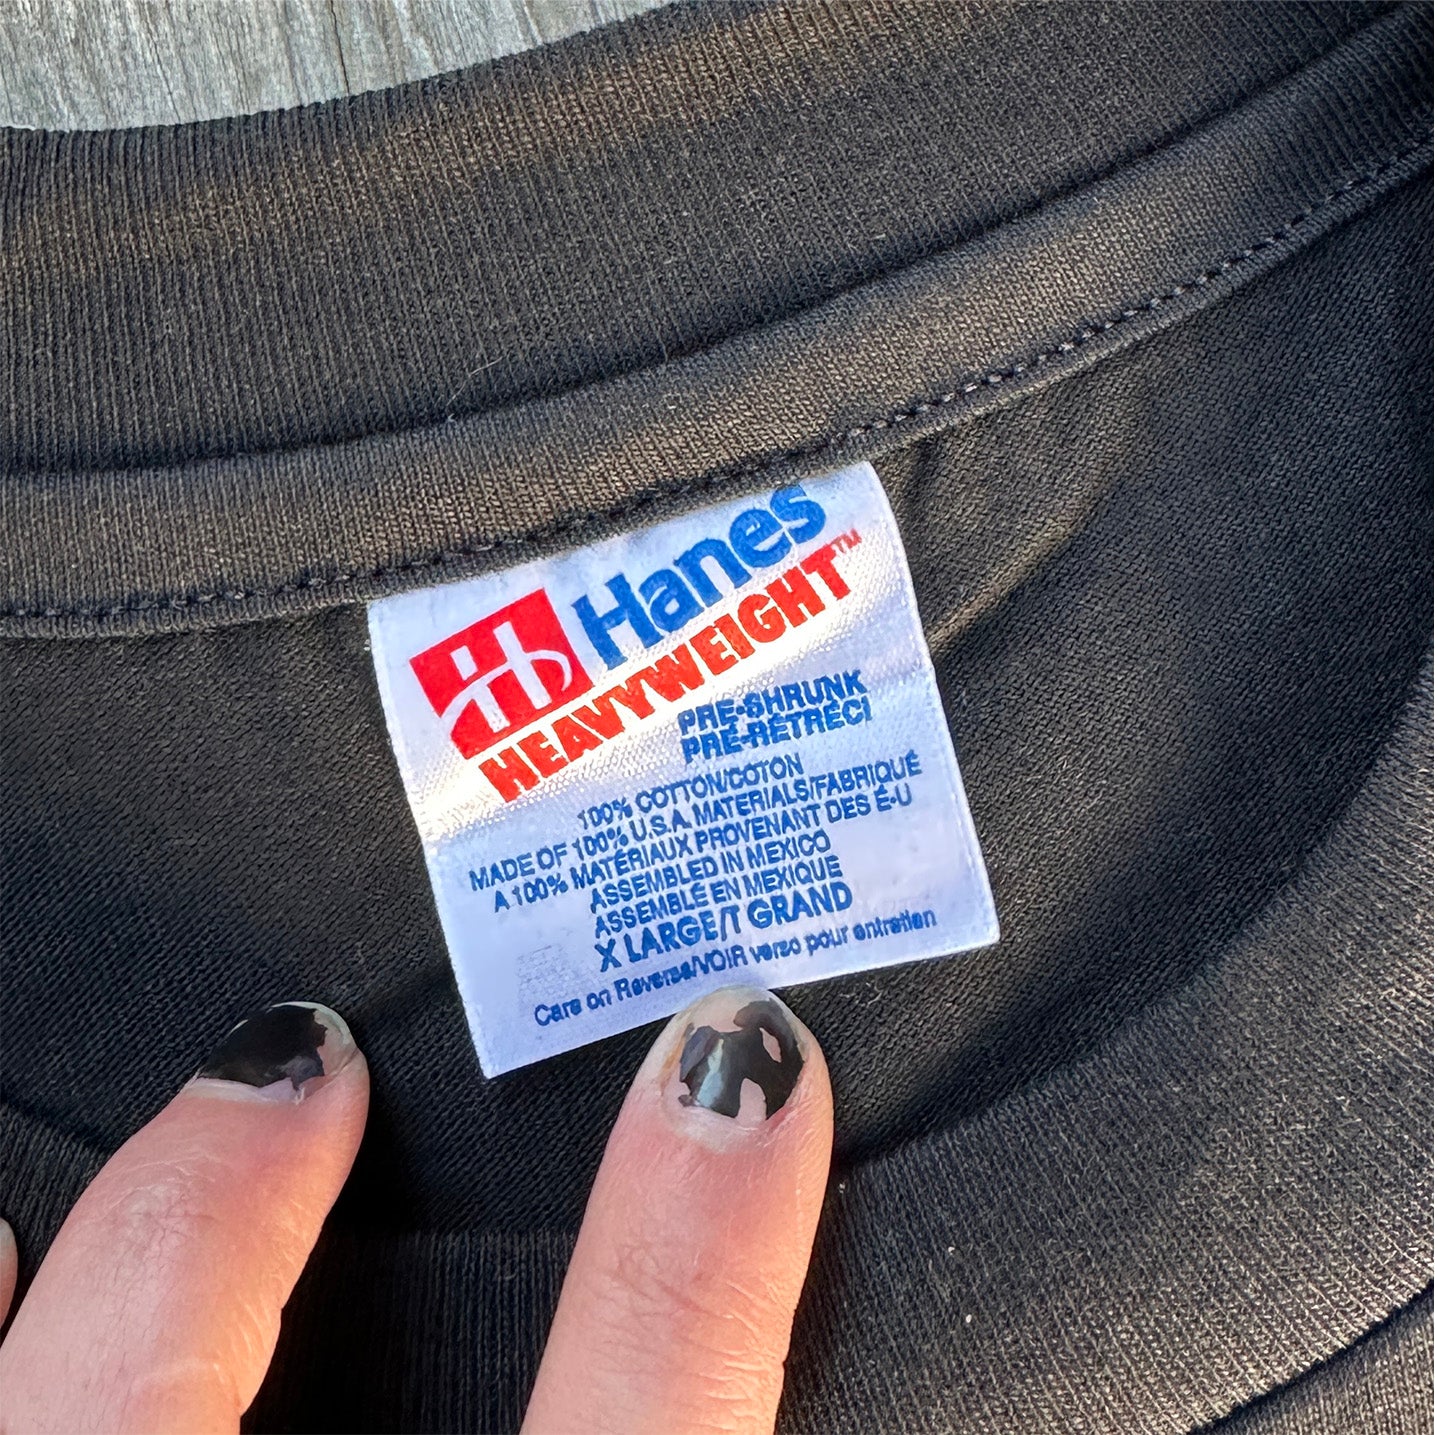 Hanes
HEAVYWEIGHT™
PRE-SHRUNK
PRÉ-RÉTRÉCI
100% COTTON/COTON
MADE OF 100% U.S.A. MATERIALS/FABRIQUÉ
A 100% MATÉRIAUX PROVENANT DES É-U
ASSEMBLED IN MEXICO
ASSEMBLÉ EN MEXIQUE
X LARGE/T GRAND
Care on Reverse/VOIR verso pour entretien